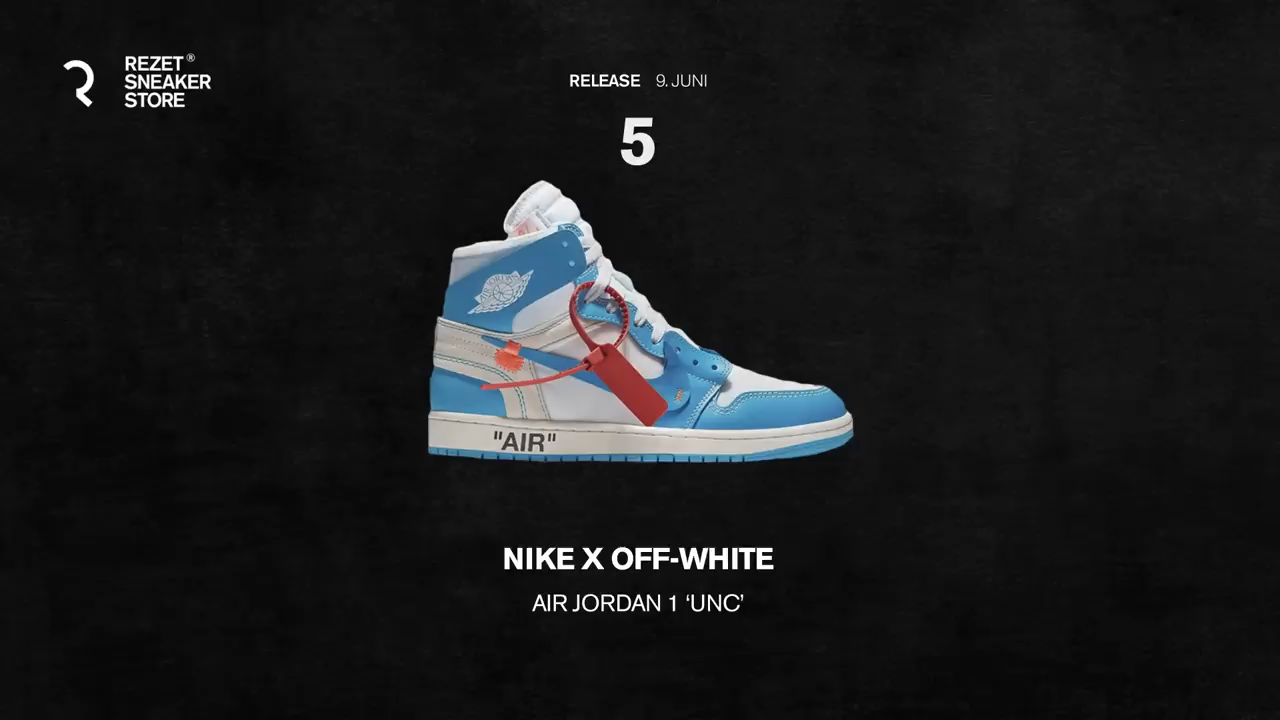 REZET®
SNEAKER
STORE
RELEASE 9. JUNI
5
"AIR"
NIKE X OFF-WHITE
AIR JORDAN 1 ‘UNC’